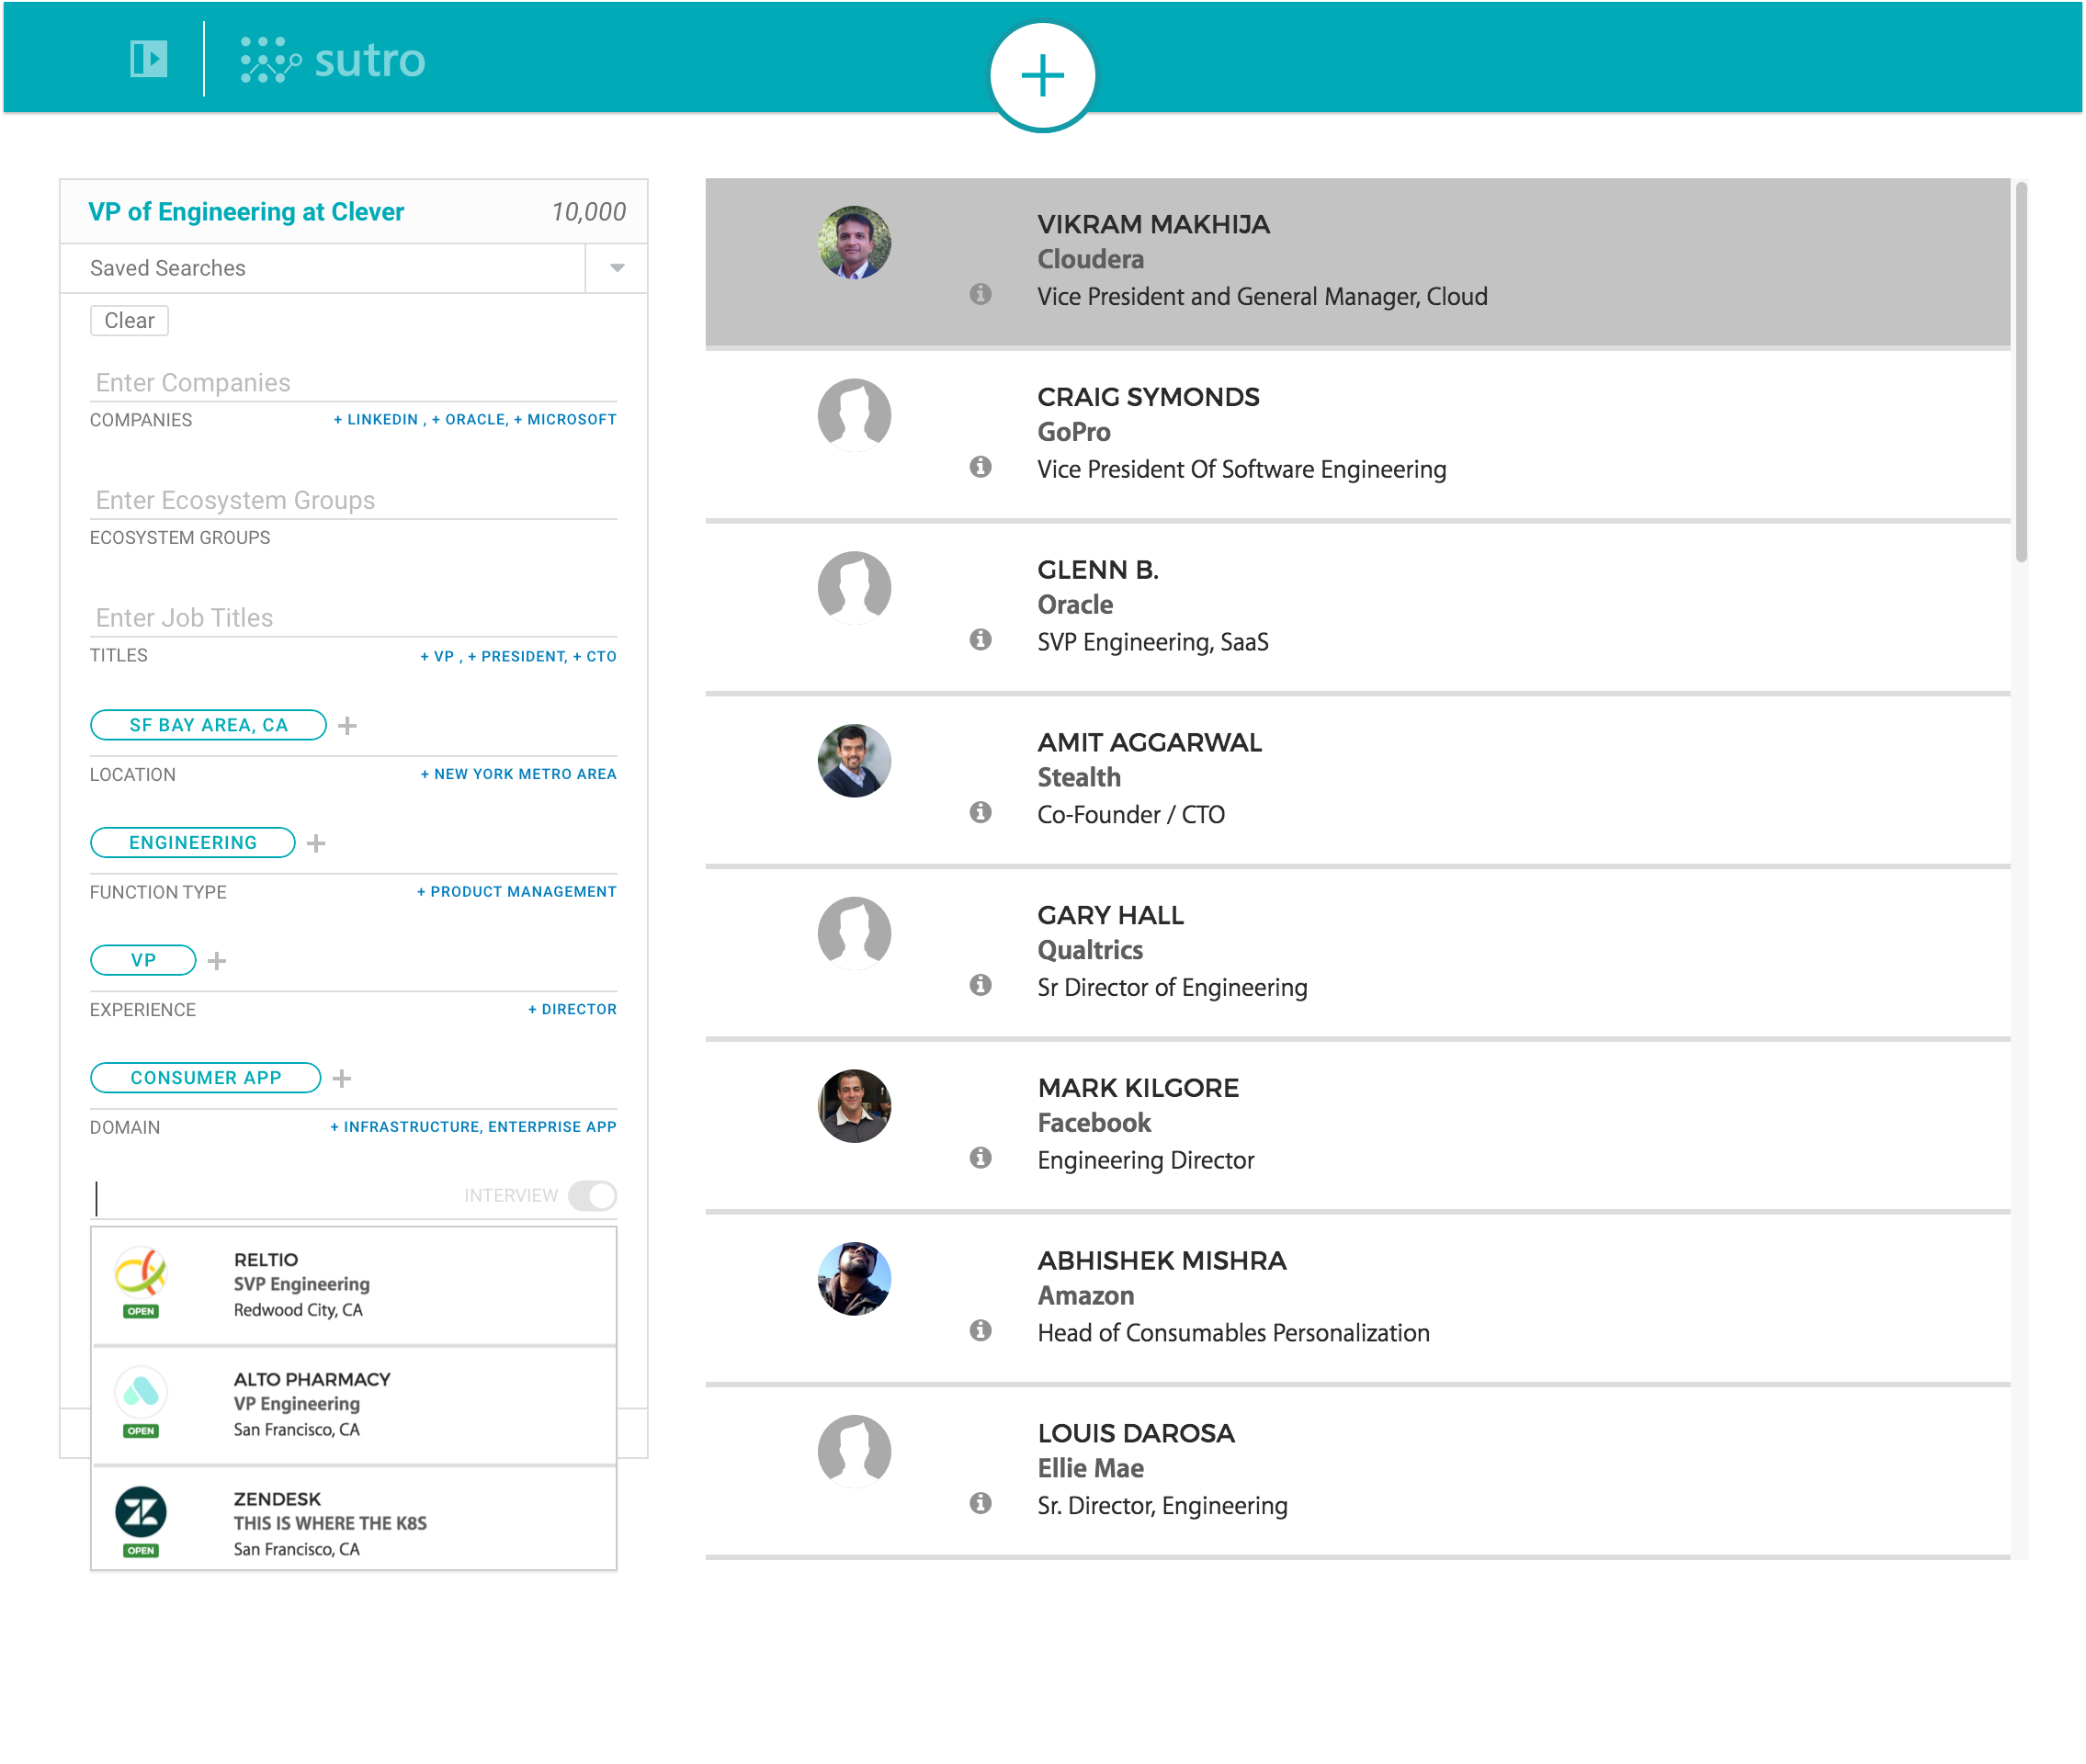 sutro
VP of Engineering at Clever 10,000
Saved Searches
Clear
Enter Companies
COMPANIES + LINKEDIN , + ORACLE, + MICROSOFT
Enter Ecosystem Groups
ECOSYSTEM GROUPS
Enter Job Titles
TITLES + VP , + PRESIDENT, + CTO
SF BAY AREA, CA +
LOCATION + NEW YORK METRO AREA
ENGINEERING +
FUNCTION TYPE + PRODUCT MANAGEMENT
VP +
EXPERIENCE + DIRECTOR
CONSUMER APP +
DOMAIN + INFRASTRUCTURE, ENTERPRISE APP
INTERVIEW
RELTIO
SVP Engineering
OPEN Redwood City, CA
ALTO PHARMACY
VP Engineering
OPEN San Francisco, CA
ZENDESK
THIS IS WHERE THE K8S
OPEN San Francisco, CA
VIKRAM MAKHIJA
Cloudera
Vice President and General Manager, Cloud
CRAIG SYMONDS
GoPro
Vice President Of Software Engineering
GLENN B.
Oracle
SVP Engineering, SaaS
AMIT AGGARWAL
Stealth
Co-Founder / CTO
GARY HALL
Qualtrics
Sr Director of Engineering
MARK KILGORE
Facebook
Engineering Director
ABHISHEK MISHRA
Amazon
Head of Consumables Personalization
LOUIS DAROSA
Ellie Mae
Sr. Director, Engineering